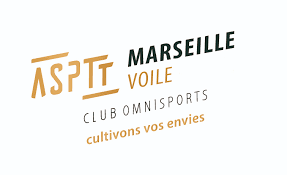 ASPTT MARSEILLE
VOILE
CLUB OMNISPORTS
cultivons vos envies